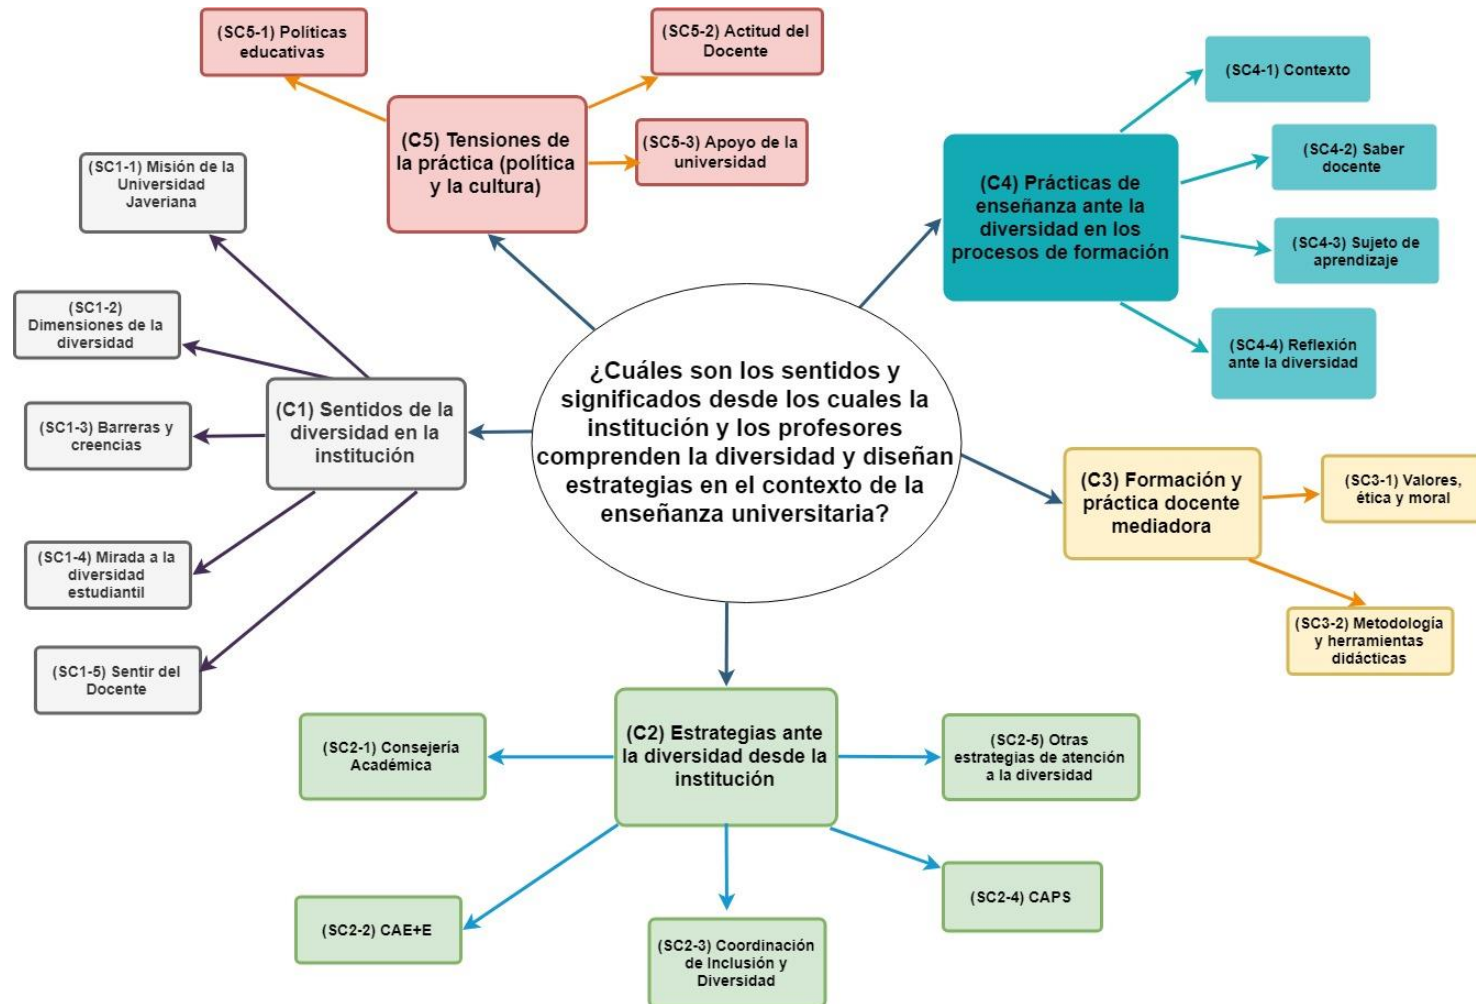 (SC5-1) Políticas
educativas
(SC5-2) Actitud del
Docente
(SC5-3) Apoyo de la
universidad
(C5) Tensiones de
la práctica (política
y la cultura)
(SC4-1) Contexto
(SC4-2) Saber
docente
(SC4-3) Sujeto de
aprendizaje
(SC4-4) Reflexión
ante la diversidad
(C4) Prácticas de
enseñanza ante la
diversidad en los
procesos de formación
(SC1-1) Misión de la
Universidad
Javeriana
(SC1-2)
Dimensiones de la
diversidad
(SC1-3) Barreras y
creencias
(SC1-4) Mirada a la
diversidad
estudiantil
(SC1-5) Sentir del
Docente
(C1) Sentidos de la
diversidad en la
institución
¿Cuáles son los sentidos y
significados desde los cuales la
institución y los profesores
comprenden la diversidad y diseñan
estrategias en el contexto de la
enseñanza universitaria?
(C3) Formación y
práctica docente
mediadora
(SC3-1) Valores,
ética y moral
(SC3-2) Metodología
y herramientas
didácticas
(C2) Estrategias ante
la diversidad desde la
institución
(SC2-1) Consejería
Académica
(SC2-5) Otras
estrategias de atención
a la diversidad
(SC2-2) CAE+E
(SC2-3) Coordinación
de Inclusión y
Diversidad
(SC2-4) CAPS